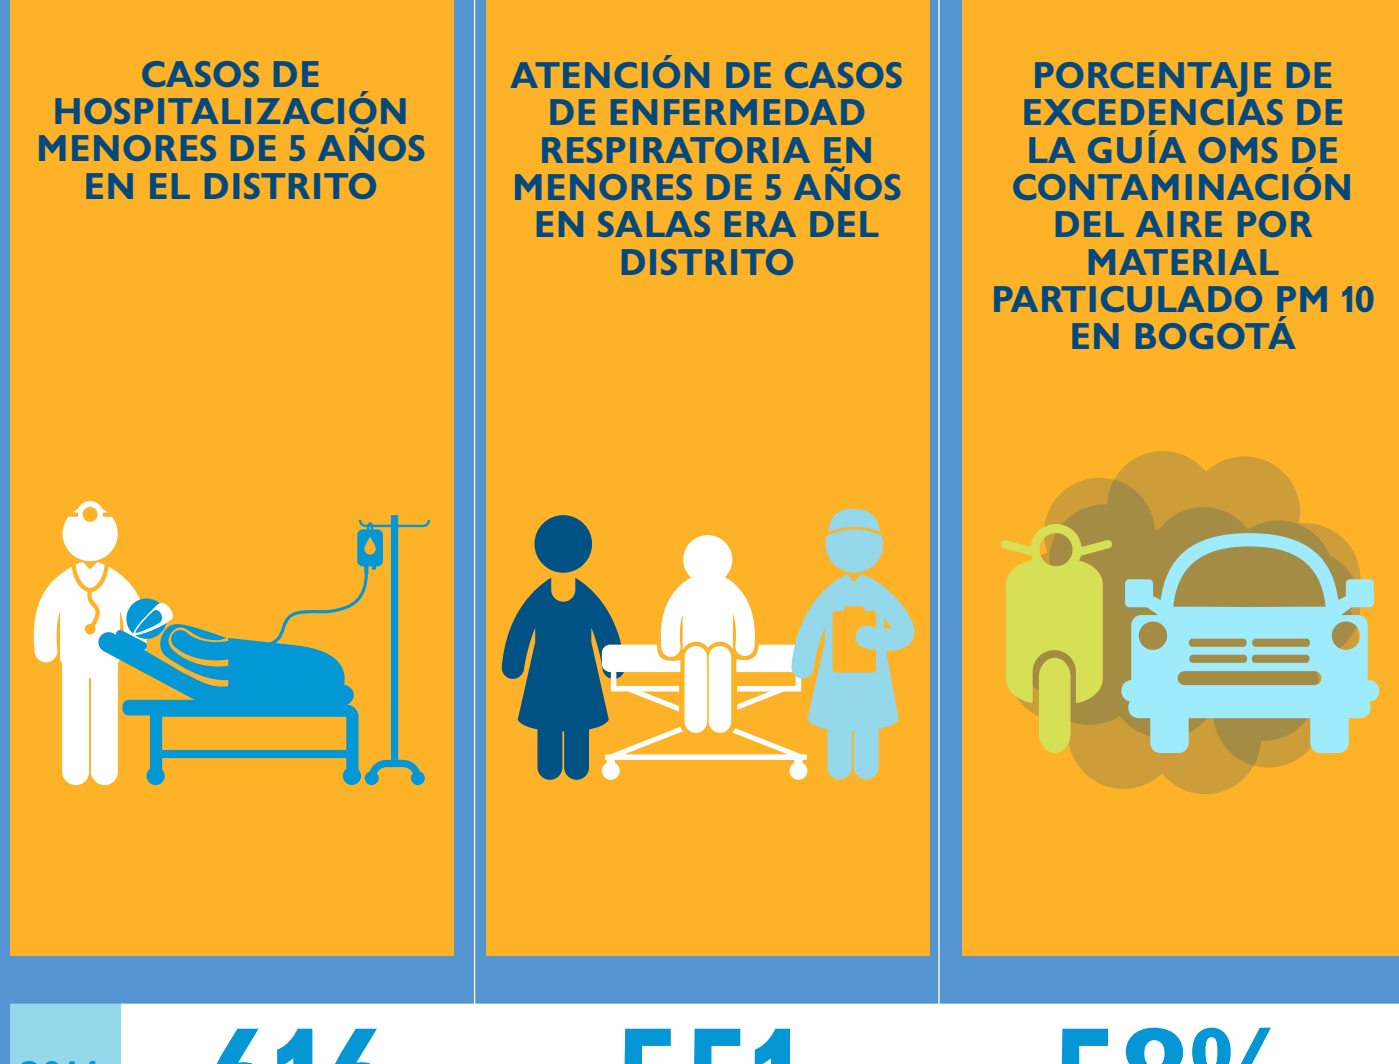 CASOS DE
HOSPITALIZACIÓN
MENORES DE 5 AÑOS
EN EL DISTRITO
ATENCIÓN DE CASOS
DE ENFERMEDAD
RESPIRATORIA EN
MENORES DE 5 AÑOS
EN SALAS ERA DEL
DISTRITO
PORCENTAJE DE
EXCEDENCIAS DE
LA GUÍA OMS DE
CONTAMINACIÓN
DEL AIRE POR
MATERIAL
PARTICULADO PM 10
EN BOGOTÁ